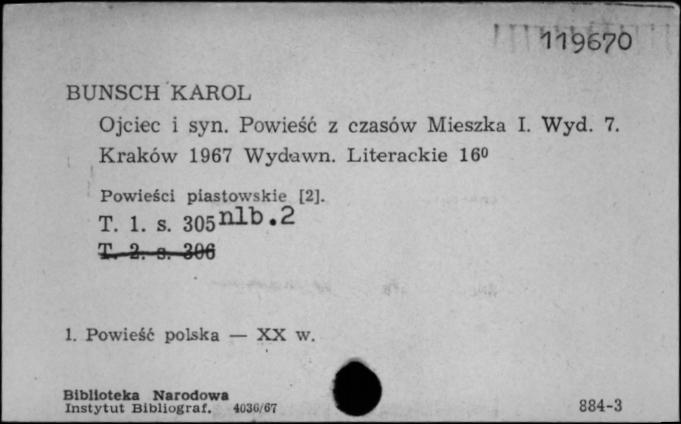 119670
BUNSCH KAROL
Ojciec i syn. Powieść z czasów Mieszka I. Wyd. 7.
Kraków 1967 Wydawn. Literackie 16⁰
Powieści piastowskie [2].
T. 1. s. 305 nlb.2
T. 2. s. 306
1. Powieść polska — XX w.
Biblioteka Narodowa
Instytut Bibliograf. 4036/67
884-3